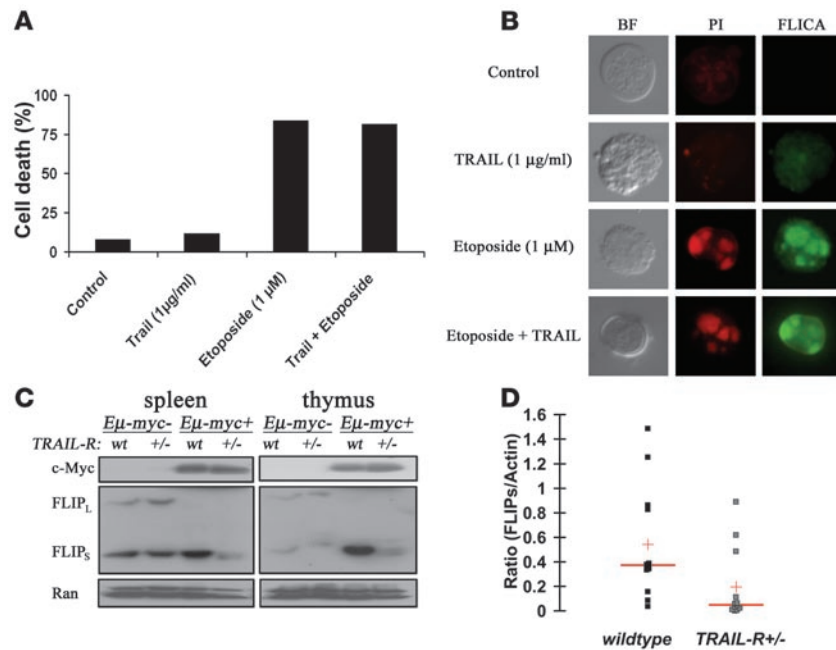 A
Cell death (%)
100
75
50
25
0
Control
Trail (1µg/ml)
Etoposide (1 µM)
Trail + Etoposide
B
BF PI FLICA
Control
TRAIL (1 µg/ml)
Etoposide (1 µM)
Etoposide + TRAIL
C
spleen thymus
Eµ-myc- Eµ-myc+ Eµ-myc- Eµ-myc+
TRAIL-R: wt +/- wt +/- wt +/- wt +/-
c-Myc
FLIPL
FLIPS
Ran
D
Ratio (FLIPs/Actin)
1.6
1.4
1.2
1
0.8
0.6
0.4
0.2
0
wildtype TRAIL-R+/-